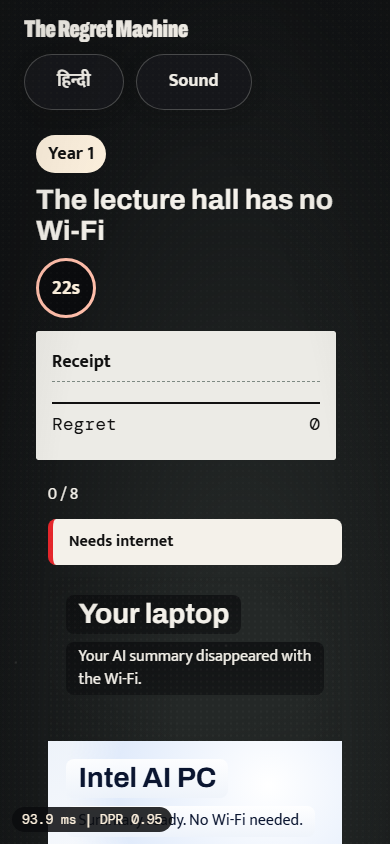 The Regret Machine
हिन्दी
Sound
Year 1
The lecture hall has no
Wi-Fi
22s
Receipt
Regret 0
0 / 8
Needs internet
Your laptop
Your AI summary disappeared with
the Wi-Fi.
Intel AI PC
dy. No Wi-Fi needed.
93.9 ms | DPR 0.95